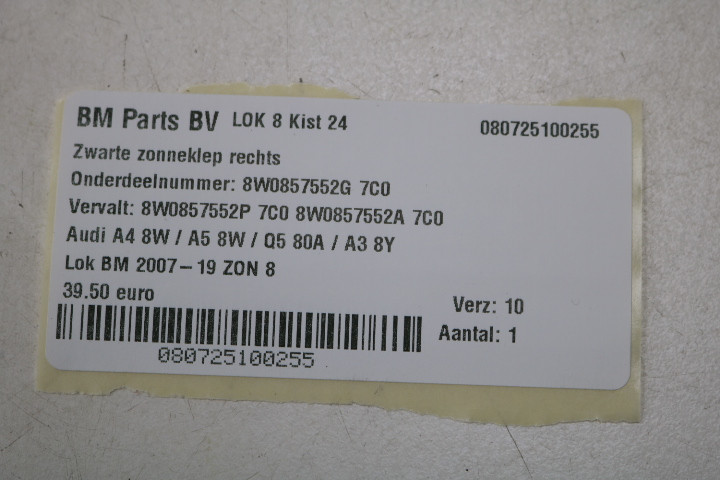 BM Parts BV LOK 8 Kist 24 080725100255
Zwarte zonneklep rechts
Onderdeelnummer: 8W0857552G 7C0
Vervalt: 8W0857552P 7C0 8W0857552A 7C0
Audi A4 8W / A5 8W / Q5 80A / A3 8Y
Lok BM 2007-19 ZON 8
39.50 euro Verz: 10
Aantal: 1
080725100255